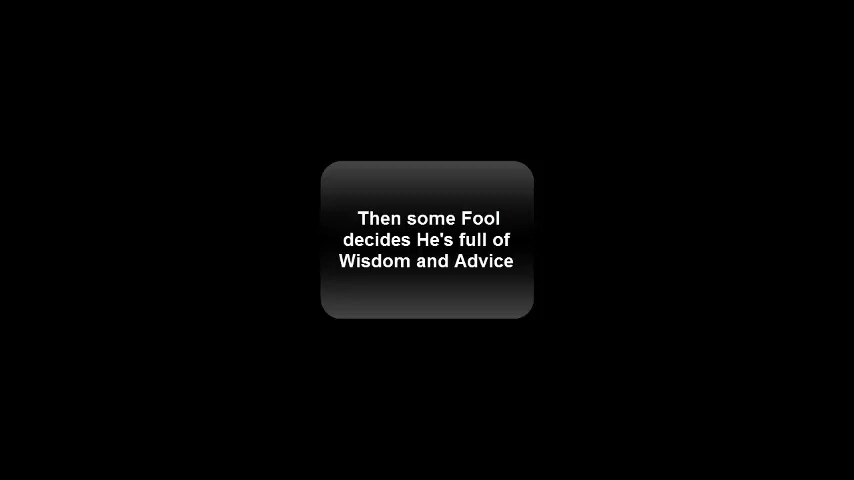 Then some Fool
decides He's full of
Wisdom and Advice